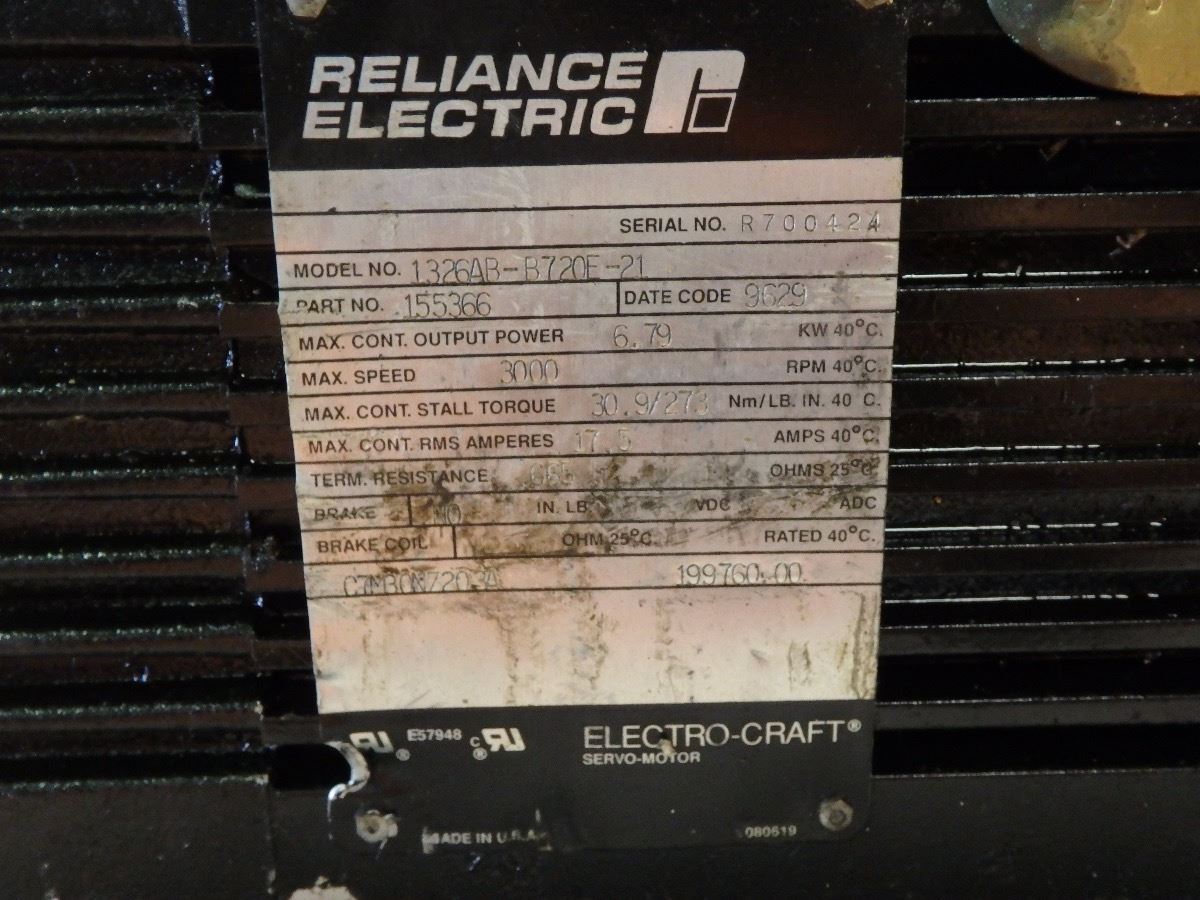 RELIANCE
ELECTRIC
SERIAL NO. R700424
MODEL NO. 1326AB-B720E-21
PART NO. 155366 DATE CODE 9629
MAX. CONT. OUTPUT POWER 6.79 KW 40°C.
MAX. SPEED 3000 RPM 40°C.
MAX. CONT. STALL TORQUE 30.9/273 Nm/LB. IN. 40 C.
MAX. CONT. RMS AMPERES 17.5 AMPS 40°C.
TERM. RESISTANCE OHMS 25°C.
BRAKE NO IN. LB VDC ADC
BRAKE COIL OHM 25°C RATED 40°C.
199760.00
E57948 c ®
ELECTRO-CRAFT®
SERVO-MOTOR
MADE IN U.S.A.
080519